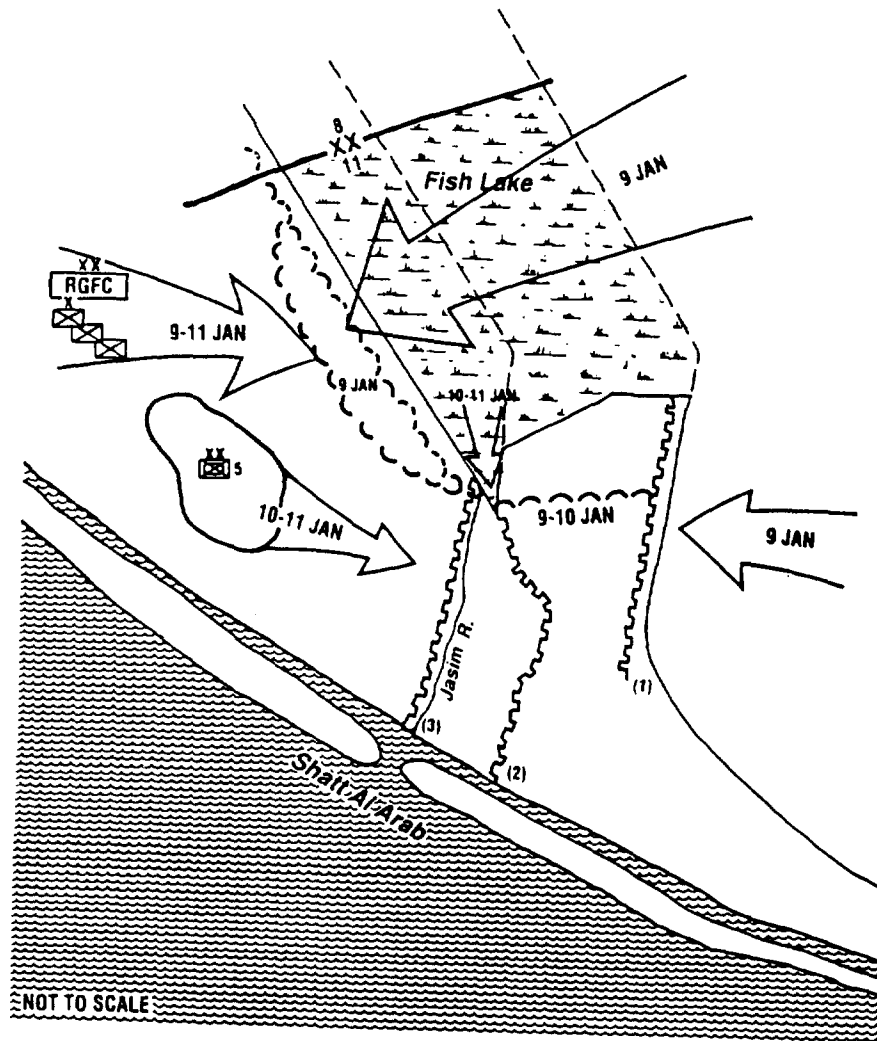 8
XX
11
Fish Lake
9 JAN
XX
RGFC
X
9-11 JAN
9 JAN
10-11 JAN
XX
5
10-11 JAN
9-10 JAN
9 JAN
Jasim R.
(1)
(3)
(2)
Shatt Al Arab
NOT TO SCALE